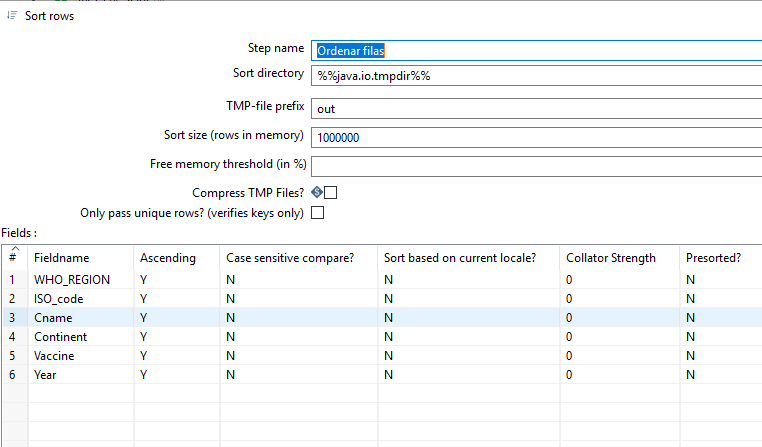 Sort rows
Step name Ordenar filas
Sort directory %%java.io.tmpdir%%
TMP-file prefix out
Sort size (rows in memory) 1000000
Free memory threshold (in %)
Compress TMP Files? S
Only pass unique rows? (verifies keys only)
Fields :
# Fieldname Ascending Case sensitive compare? Sort based on current locale? Collator Strength Presorted?
1 WHO_REGION Y N N 0 N
2 ISO_code Y N N 0 N
3 Cname Y N N 0 N
4 Continent Y N N 0 N
5 Vaccine Y N N 0 N
6 Year Y N N 0 N